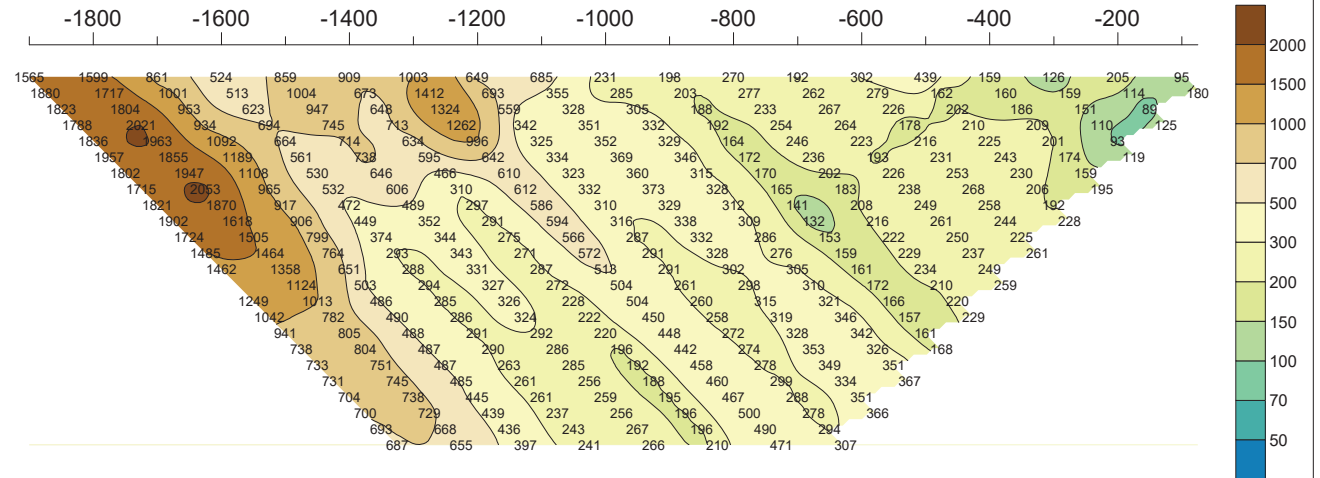 -1800 -1600 -1400 -1200 -1000 -800 -600 -400 -200
1565 1599 861 524 859 909 1003 649 685 231 198 270 192 302 439 159 126 205 95
1880 1717 1001 513 1004 673 1412 693 355 285 203 277 262 279 162 160 159 114 180
1823 1804 953 623 947 648 1324 559 328 305 188 233 267 226 202 186 151 89
1788 2021 934 694 745 713 1262 342 351 332 192 254 264 178 210 209 110 125
1836 1963 1092 664 714 634 996 325 352 329 164 246 223 216 225 201 93
1957 1855 1189 561 738 595 642 334 369 346 172 236 193 231 243 174 119
1802 1947 1108 530 646 466 610 323 360 315 170 202 226 253 230 159
1715 2053 965 532 606 310 612 332 373 328 165 183 238 268 206 195
1821 1870 917 472 489 297 586 310 329 312 141 208 249 258 192
1902 1618 906 449 352 291 594 316 338 309 132 216 261 244 228
1724 1505 799 374 344 275 566 287 332 286 153 222 250 225
1485 1464 764 293 343 271 572 291 328 276 159 229 237 261
1462 1358 651 288 331 287 513 291 302 305 161 234 249
1124 503 294 327 272 504 261 298 310 172 210 259
1249 1013 486 285 326 228 504 260 315 321 166 220
1042 782 490 286 324 222 450 258 319 346 157 229
941 805 488 291 292 220 448 272 328 342 161
738 804 487 290 286 196 442 274 353 326 168
733 751 487 263 285 192 458 278 349 351
731 745 485 261 256 188 460 299 334 367
704 738 445 261 259 195 467 288 351
700 729 439 237 256 196 500 278 366
693 668 436 243 267 196 490 294
687 655 397 241 266 210 471 307
2000
1500
1000
700
500
300
200
150
100
70
50